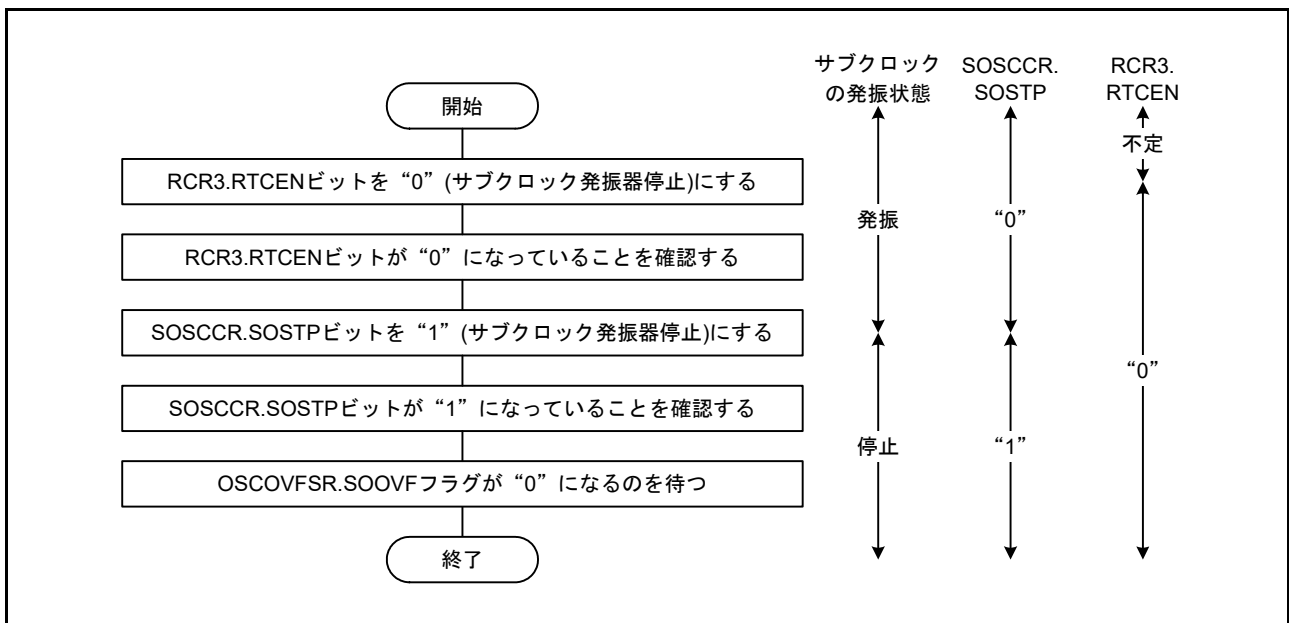 サブクロック
の発振状態
SOSCCR.
SOSTP
RCR3.
RTCEN
開始
不定
RCR3.RTCENビットを“0”(サブクロック発振器停止)にする
発振
“0”
RCR3.RTCENビットが“0”になっていることを確認する
SOSCCR.SOSTPビットを“1”(サブクロック発振器停止)にする
“0”
SOSCCR.SOSTPビットが“1”になっていることを確認する
停止
“1”
OSCOVFSR.SOOVFフラグが“0”になるのを待つ
終了